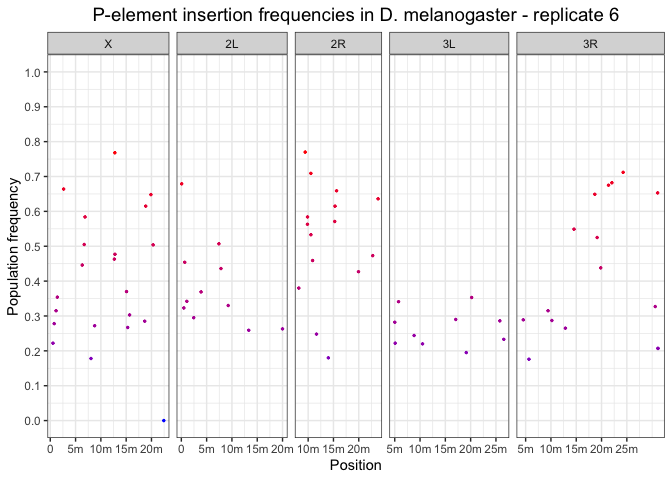 P-element insertion frequencies in D. melanogaster - replicate 6
X 2L 2R 3L 3R
1.0
0.9
0.8
0.7
0.6
0.5
0.4
0.3
0.2
0.1
0.0
Population frequency
0 5m 10m 15m 20m 0 5m 10m 15m 20m 10m 15m 20m 5m 10m 15m 20m 25m 5m 10m 15m 20m 25m
Position